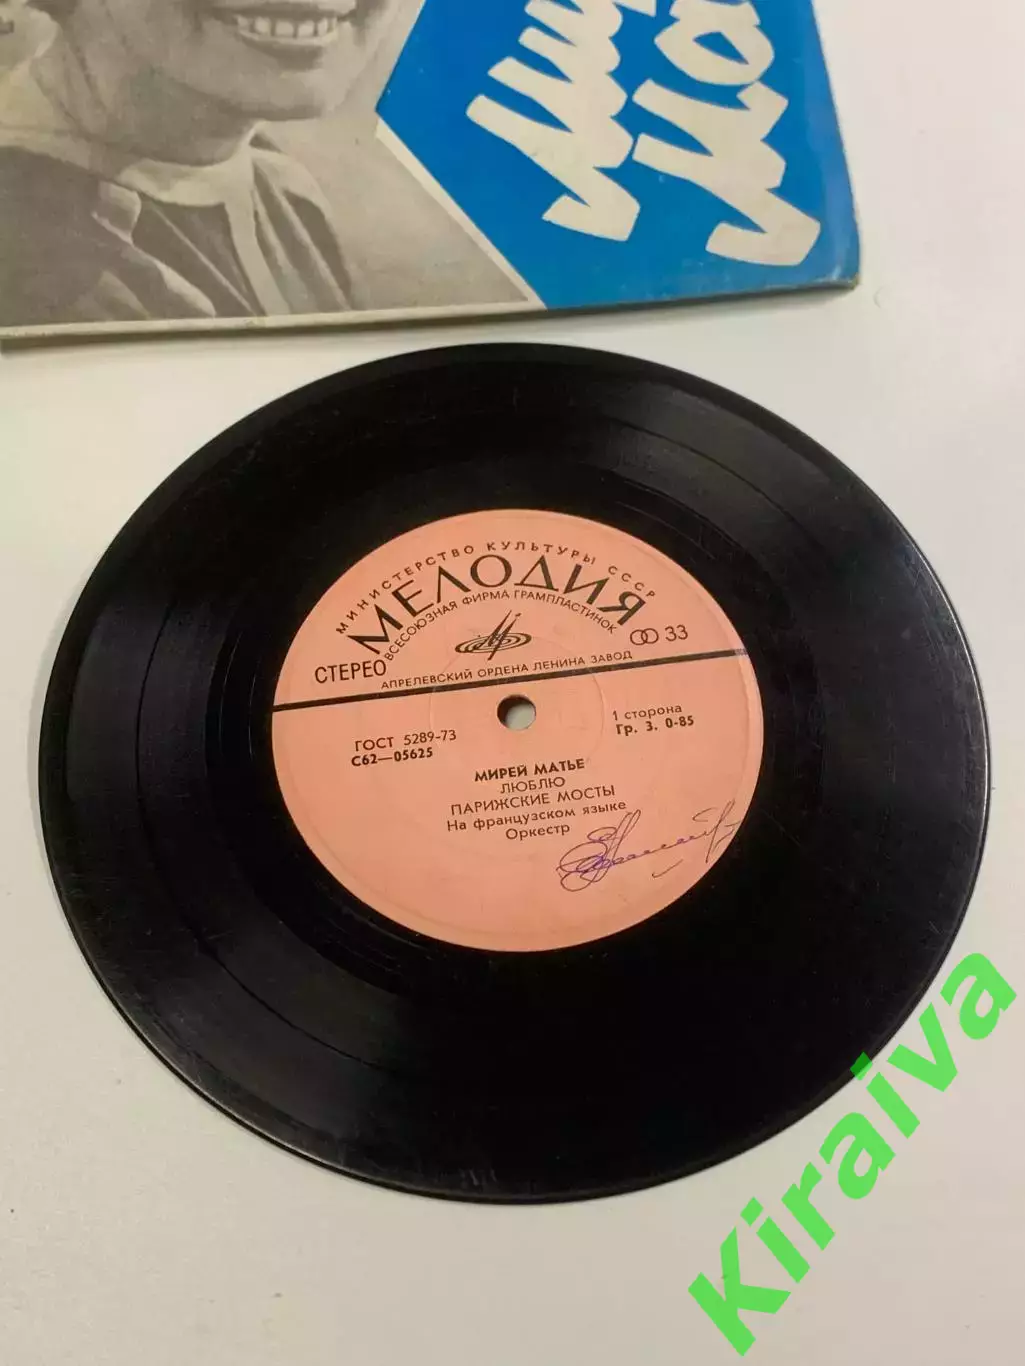 МИНИСТЕРСТВО КУЛЬТУРЫ СССР
МЕЛОДИЯ
ВСЕСОЮЗНАЯ ФИРМА ГРАМПЛАСТИНОК
СТЕРЕО
33
АПРЕЛЕВСКИЙ ОРДЕНА ЛЕНИНА ЗАВОД
ГОСТ 5289-73
С62—05625
1 сторона
Гр. 3. 0-85
МИРЕЙ МАТЬЕ
ЛЮБЛЮ
ПАРИЖСКИЕ МОСТЫ
На французском языке
Оркестр
Kiraiva